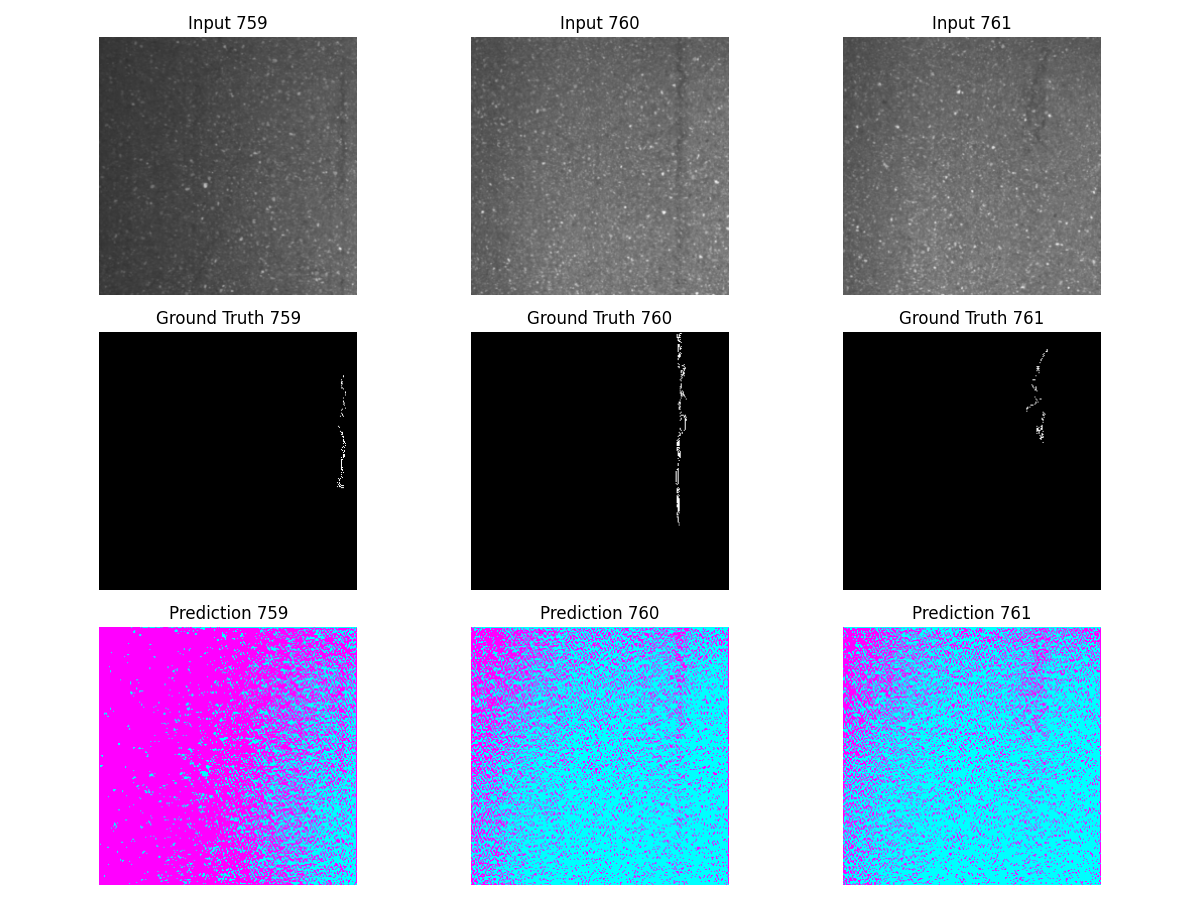 Input 759
Input 760
Input 761
Ground Truth 759
Ground Truth 760
Ground Truth 761
Prediction 759
Prediction 760
Prediction 761